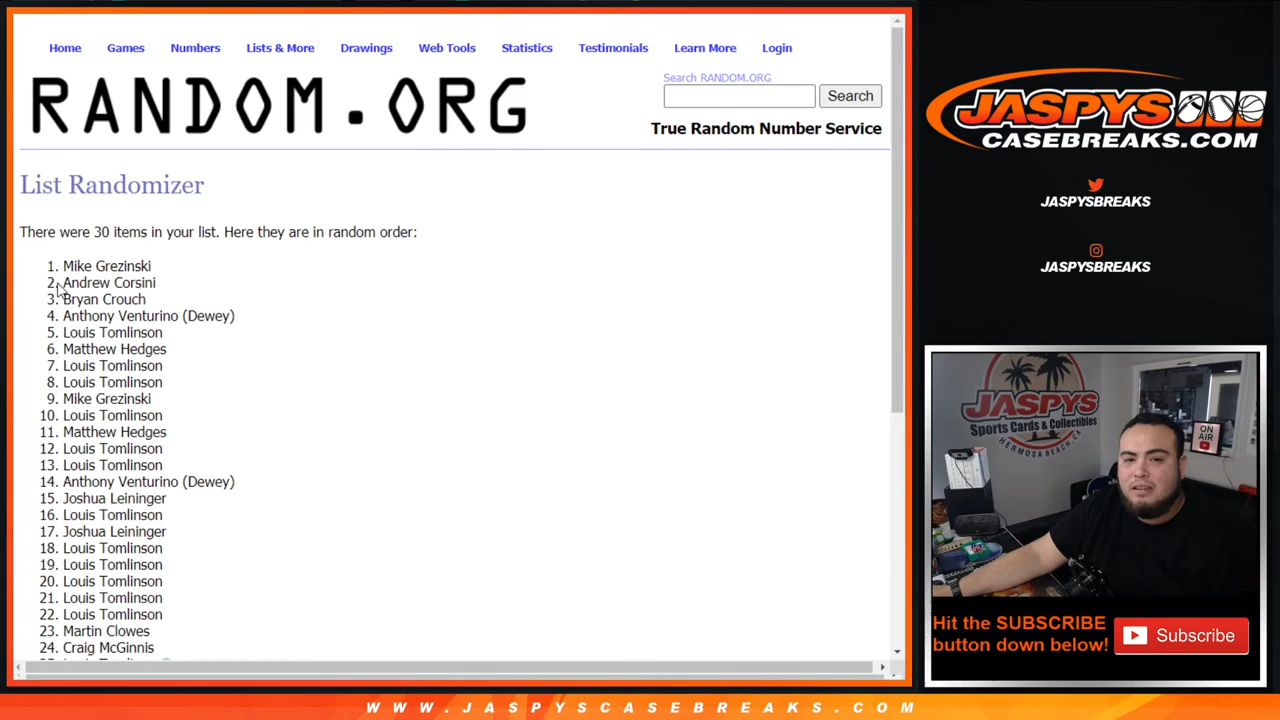 Home Games Numbers Lists & More Drawings Web Tools Statistics Testimonials Learn More Login
RANDOM.ORG
Search RANDOM.ORG
Search
True Random Number Service
List Randomizer
There were 30 items in your list. Here they are in random order:
1. Mike Grezinski
2. Andrew Corsini
3. Bryan Crouch
4. Anthony Venturino (Dewey)
5. Louis Tomlinson
6. Matthew Hedges
7. Louis Tomlinson
8. Louis Tomlinson
9. Mike Grezinski
10. Louis Tomlinson
11. Matthew Hedges
12. Louis Tomlinson
13. Louis Tomlinson
14. Anthony Venturino (Dewey)
15. Joshua Leininger
16. Louis Tomlinson
17. Joshua Leininger
18. Louis Tomlinson
19. Louis Tomlinson
20. Louis Tomlinson
21. Louis Tomlinson
22. Louis Tomlinson
23. Martin Clowes
24. Craig McGinnis
JASPYS
CASEBREAKS.COM
JASPYSBREAKS
JASPYSBREAKS
JASPYS
Sports Cards & Collectibles
HERMOSA BEACH, CA
ON
AIR
Hit the SUBSCRIBE
button down below!
Subscribe
WWW.JASPYSCASEBREAKS.COM